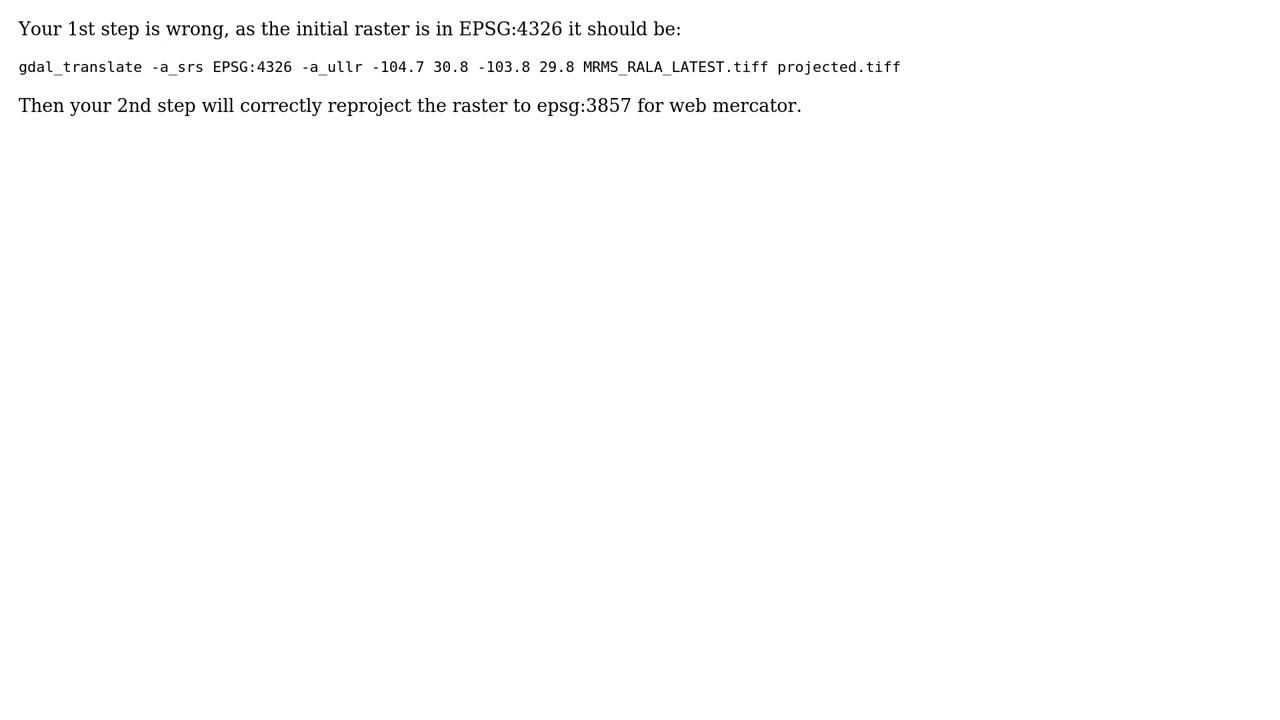 Your 1st step is wrong, as the initial raster is in EPSG:4326 it should be:
gdal_translate -a_srs EPSG:4326 -a_ullr -104.7 30.8 -103.8 29.8 MRMS_RALA_LATEST.tiff projected.tiff
Then your 2nd step will correctly reproject the raster to epsg:3857 for web mercator.